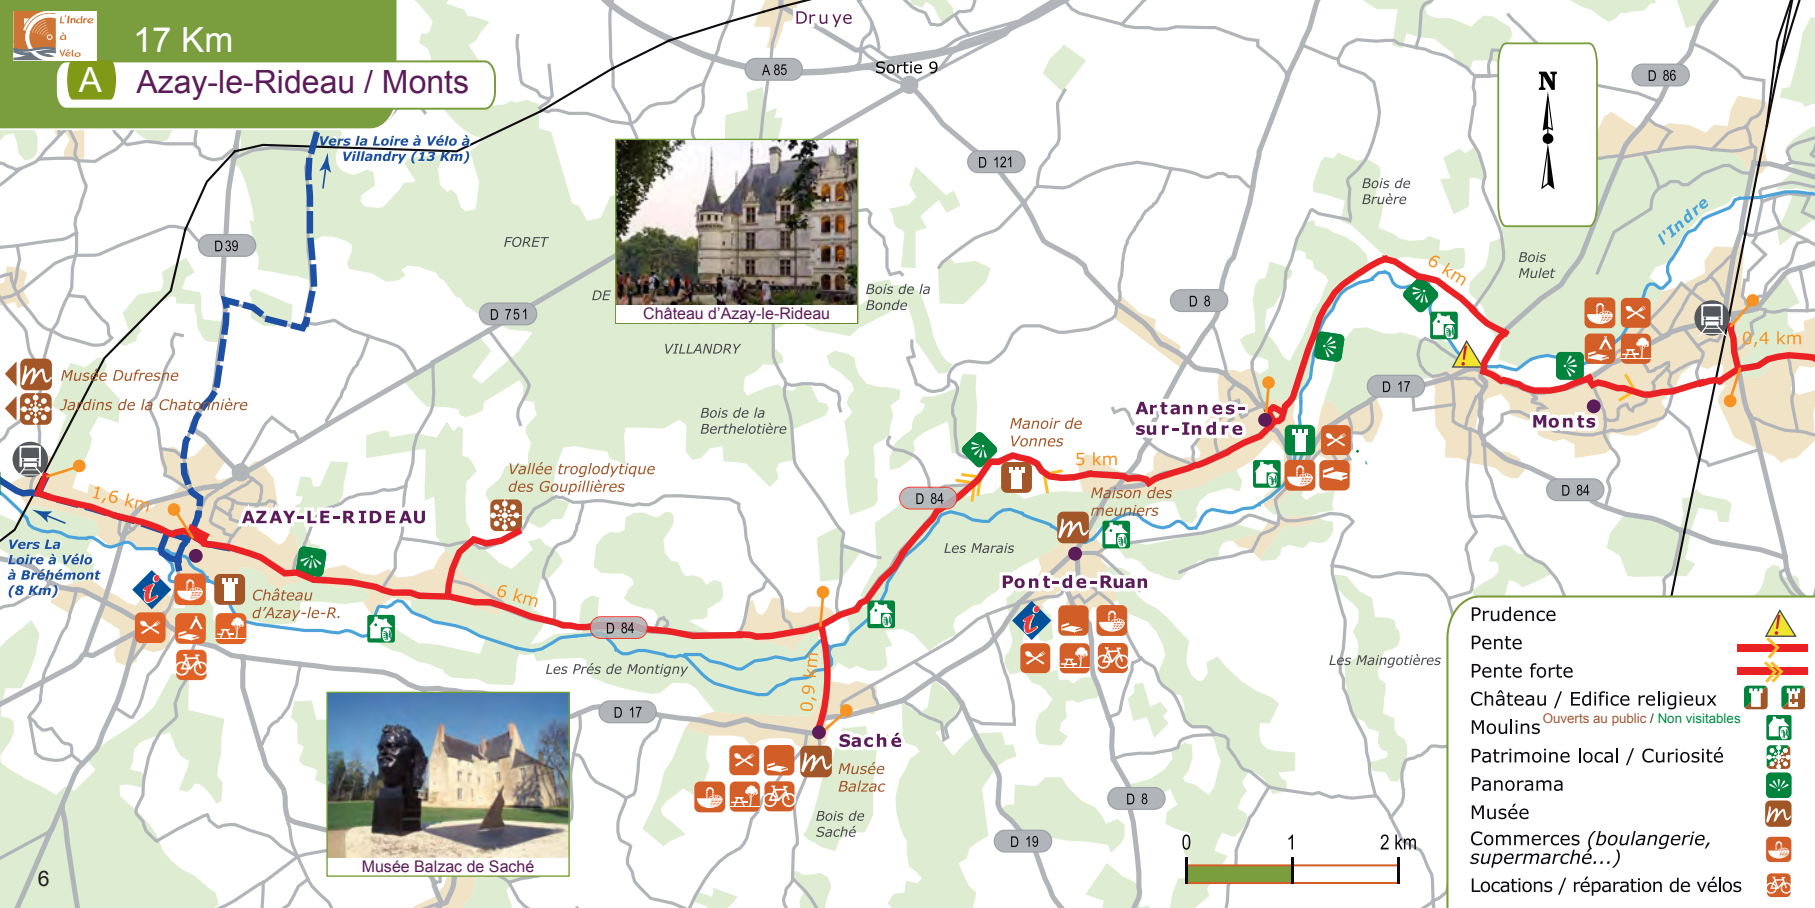 L'Indre
à
Vélo
17 Km
A Azay-le-Rideau / Monts
Vers la Loire à Vélo à
Villandry (13 Km)
Druye
A 85
Sortie 9
D 86
N
D 121
Bois de
Bruère
l'Indre
D 39
FORET
DE
VILLANDRY
Château d'Azay-le-Rideau
Bois de la
Bonde
D 8
6 km
Bois
Mulet
D 751
0,4 km
m Musée Dufresne
Jardins de la Chatonnière
D 17
Bois de la
Berthelotière
Manoir de
Vonnes
Artannes-
sur-Indre
Monts
5 km
Vallée troglodytique
des Goupillières
1,6 km
AZAY-LE-RIDEAU
D 84
Maison des
meuniers
m
D 84
Vers La
Loire à Vélo
à Bréhémont
(8 Km)
Les Marais
Pont-de-Ruan
i
Château
d'Azay-le-R.
6 km
D 84
i
Les Prés de Montigny
0,9 km
Les Maingotières
D 17
Saché
m Musée
Balzac
Bois de
Saché
D 8
D 19
Musée Balzac de Saché
0 1 2 km
Prudence
Pente
Pente forte
Château / Edifice religieux
Moulins Ouverts au public / Non visitables
Patrimoine local / Curiosité
Panorama
Musée m
Commerces (boulangerie,
supermarché...)
Locations / réparation de vélos
6